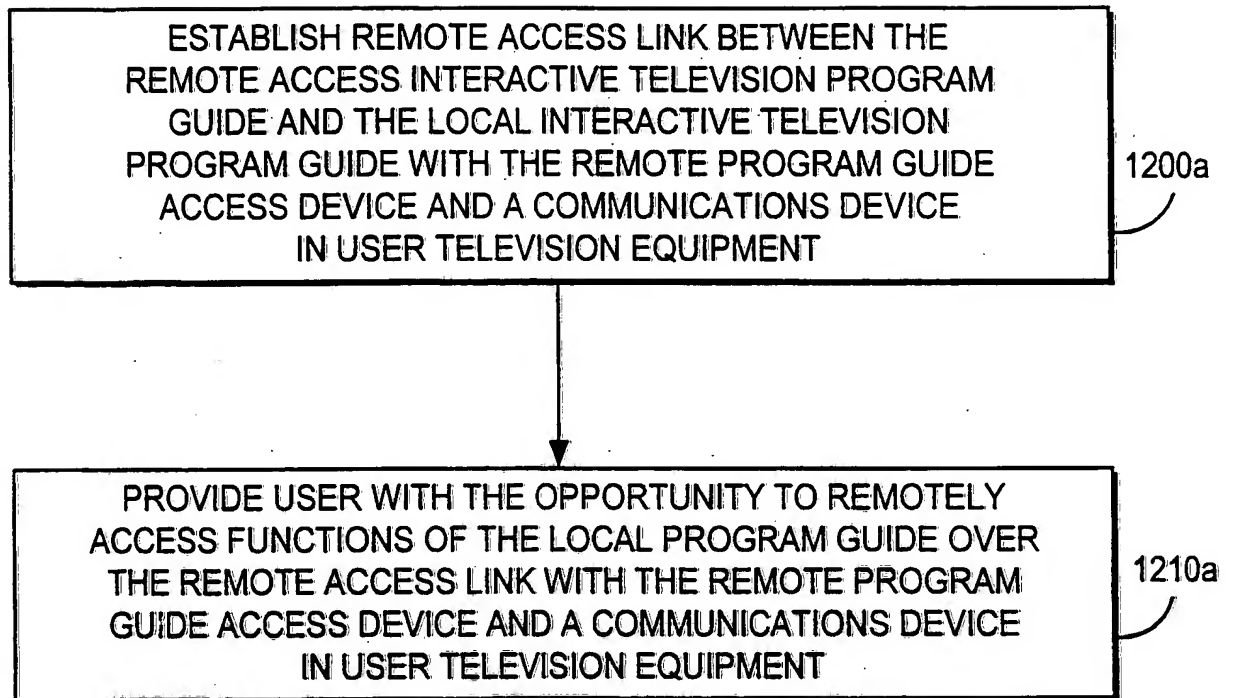 ESTABLISH REMOTE ACCESS LINK BETWEEN THE
REMOTE ACCESS INTERACTIVE TELEVISION PROGRAM
GUIDE AND THE LOCAL INTERACTIVE TELEVISION
PROGRAM GUIDE WITH THE REMOTE PROGRAM GUIDE
ACCESS DEVICE AND A COMMUNICATIONS DEVICE
IN USER TELEVISION EQUIPMENT
1200a
PROVIDE USER WITH THE OPPORTUNITY TO REMOTELY
ACCESS FUNCTIONS OF THE LOCAL PROGRAM GUIDE OVER
THE REMOTE ACCESS LINK WITH THE REMOTE PROGRAM
GUIDE ACCESS DEVICE AND A COMMUNICATIONS DEVICE
IN USER TELEVISION EQUIPMENT
1210a